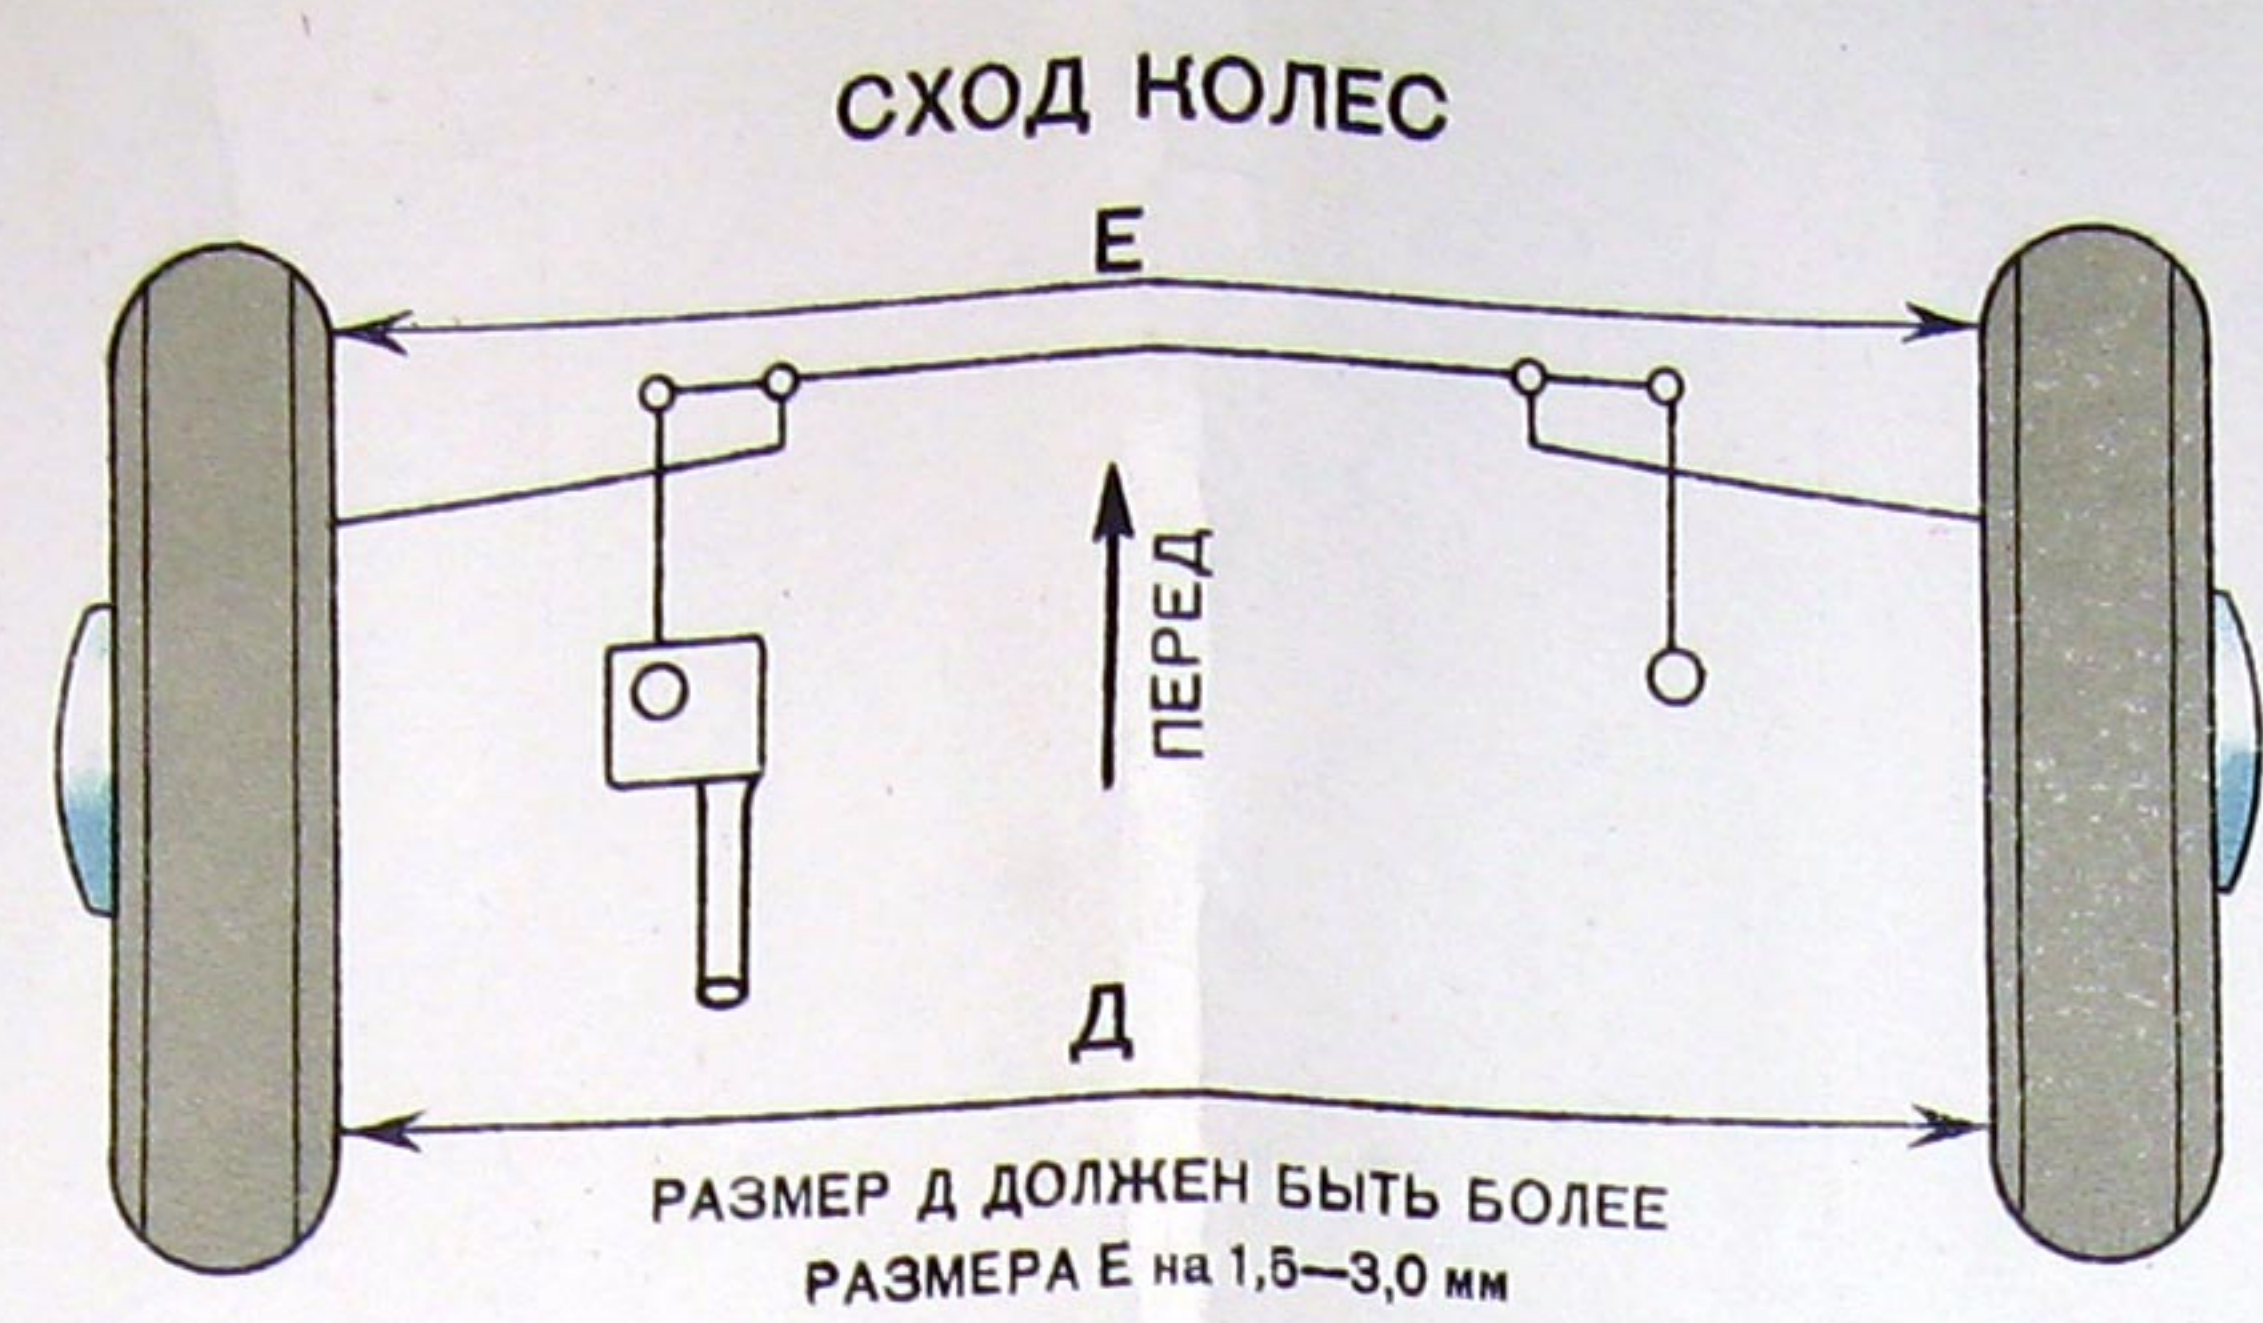 СХОД КОЛЕС
Е
ПЕРЕД
Д
РАЗМЕР Д ДОЛЖЕН БЫТЬ БОЛЕЕ
РАЗМЕРА Е на 1,5—3,0 мм